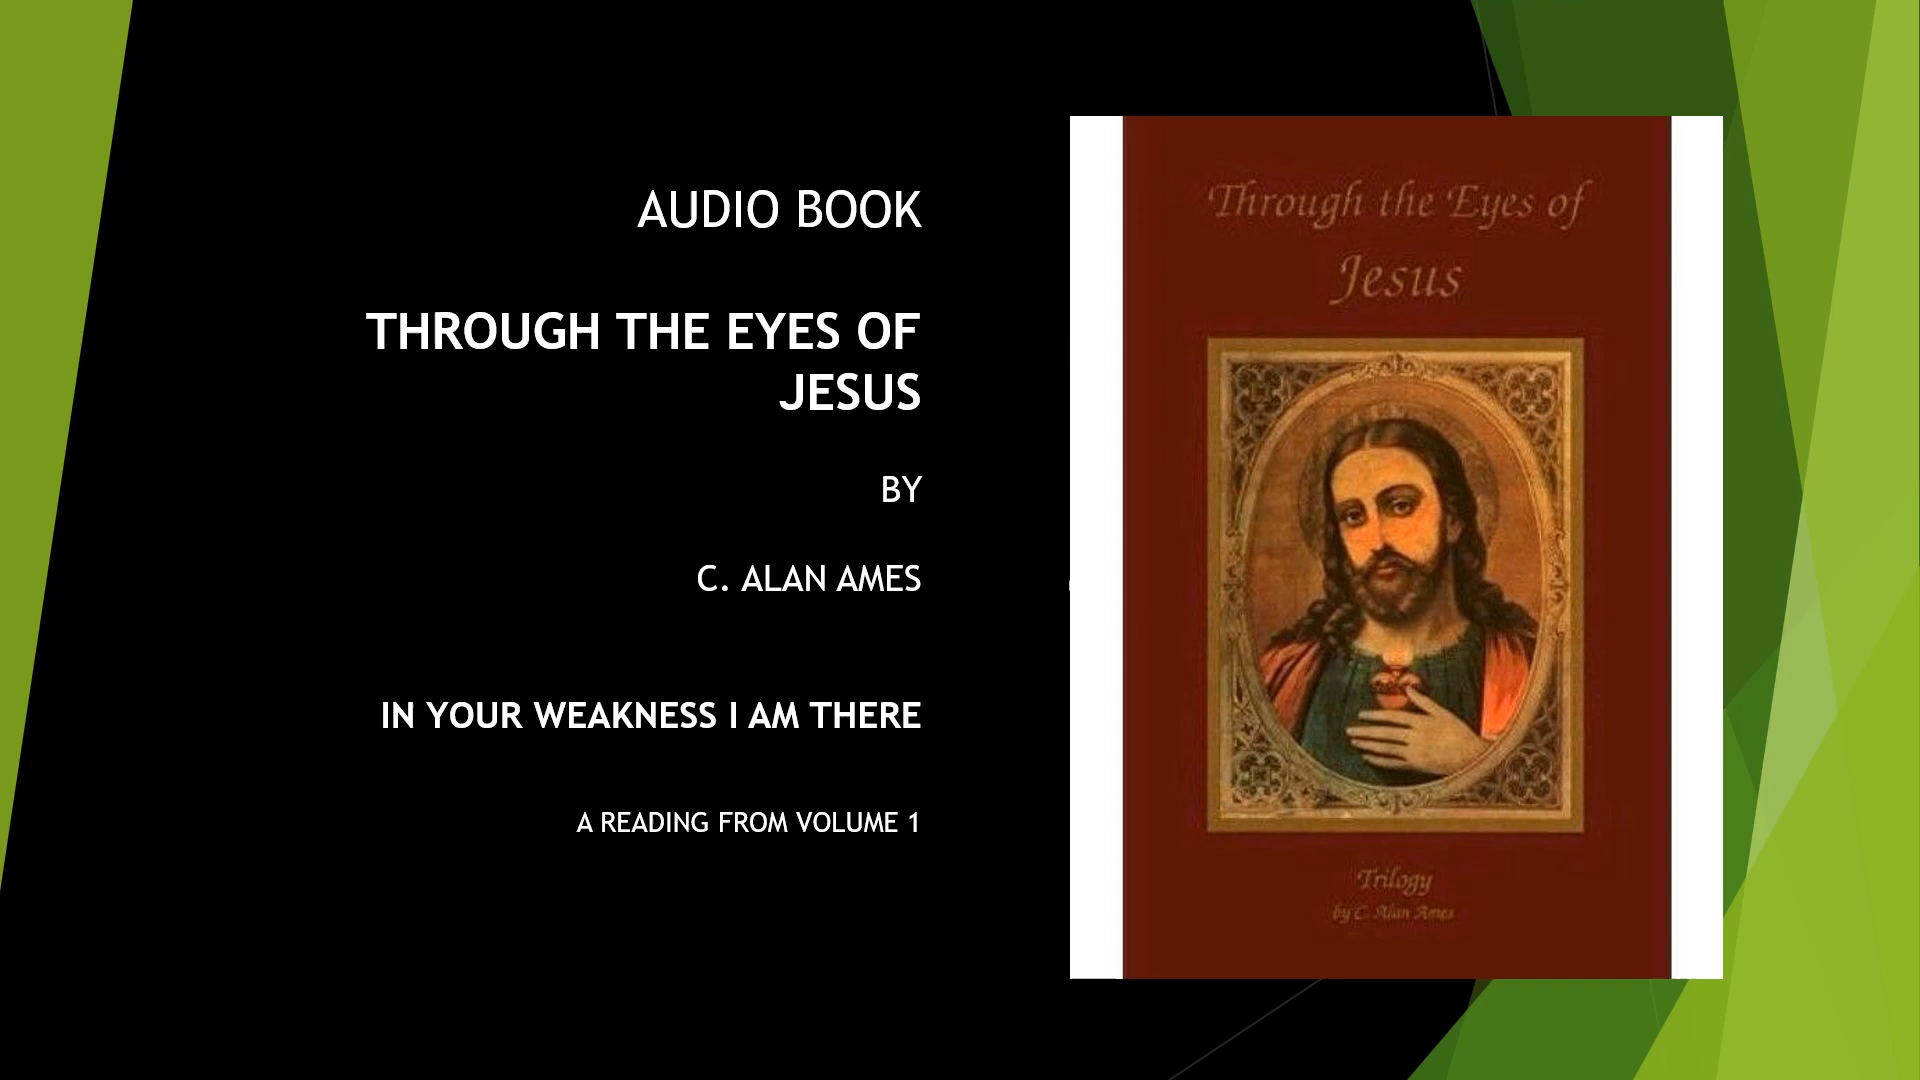 AUDIO BOOK
THROUGH THE EYES OF
JESUS
BY
C. ALAN AMES
IN YOUR WEAKNESS I AM THERE
A READING FROM VOLUME 1
Through the Eyes of
Jesus
Trilogy
by C. Alan Ames